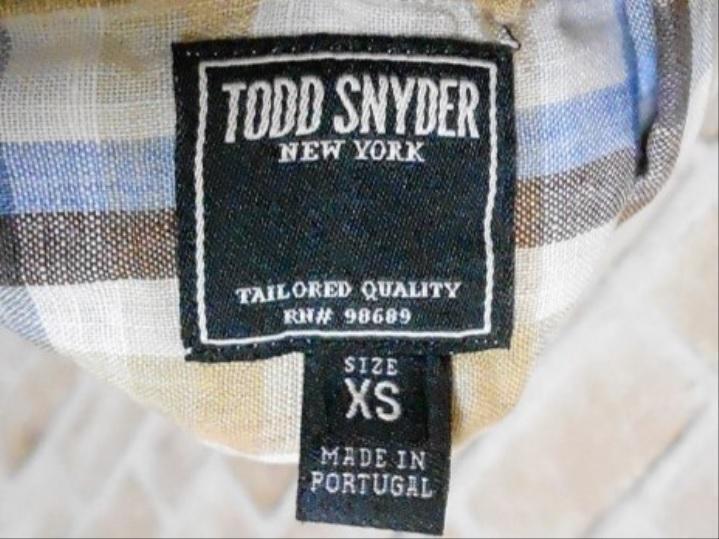 TODD SNYDER
NEW YORK
TAILORED QUALITY
RN# 98689
SIZE
XS
MADE IN
PORTUGAL